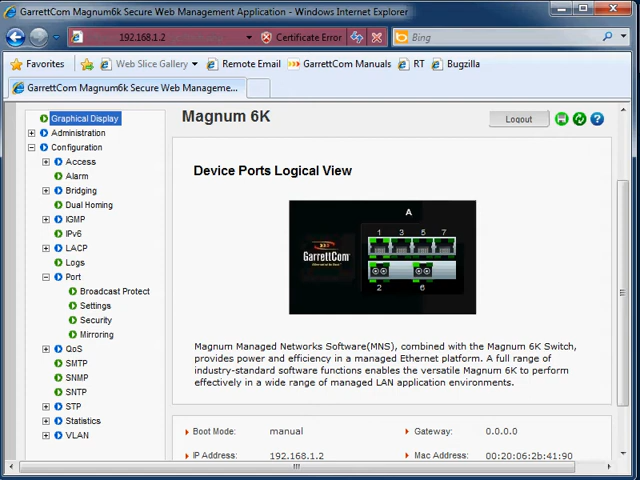 GarrettCom Magnum6K Secure Web Management Application - Windows Internet Explorer
192.168.1.2
Certificate Error
Bing
Favorites
Web Slice Gallery
Remote Email
GarrettCom Manuals
RT
Bugzilla
GarrettCom Magnum6k Secure Web Manageme...
Graphical Display
Administration
Configuration
Access
Alarm
Bridging
Dual Homing
IGMP
IPv6
LACP
Logs
Port
Broadcast Protect
Settings
Security
Mirroring
QoS
SMTP
SNMP
SNTP
STP
Statistics
VLAN
Magnum 6K
Logout
Device Ports Logical View
A
1 3 5 7
GarrettCom
2 6
Magnum Managed Networks Software(MNS), combined with the Magnum 6K Switch,
provides power and efficiency in a managed Ethernet platform. A full range of
industry-standard software functions enables the versatile Magnum 6K to perform
effectively in a wide range of managed LAN application environments.
Boot Mode: manual Gateway: 0.0.0.0
IP Address: 192.168.1.2 Mac Address: 00:20:06:2b:41:90